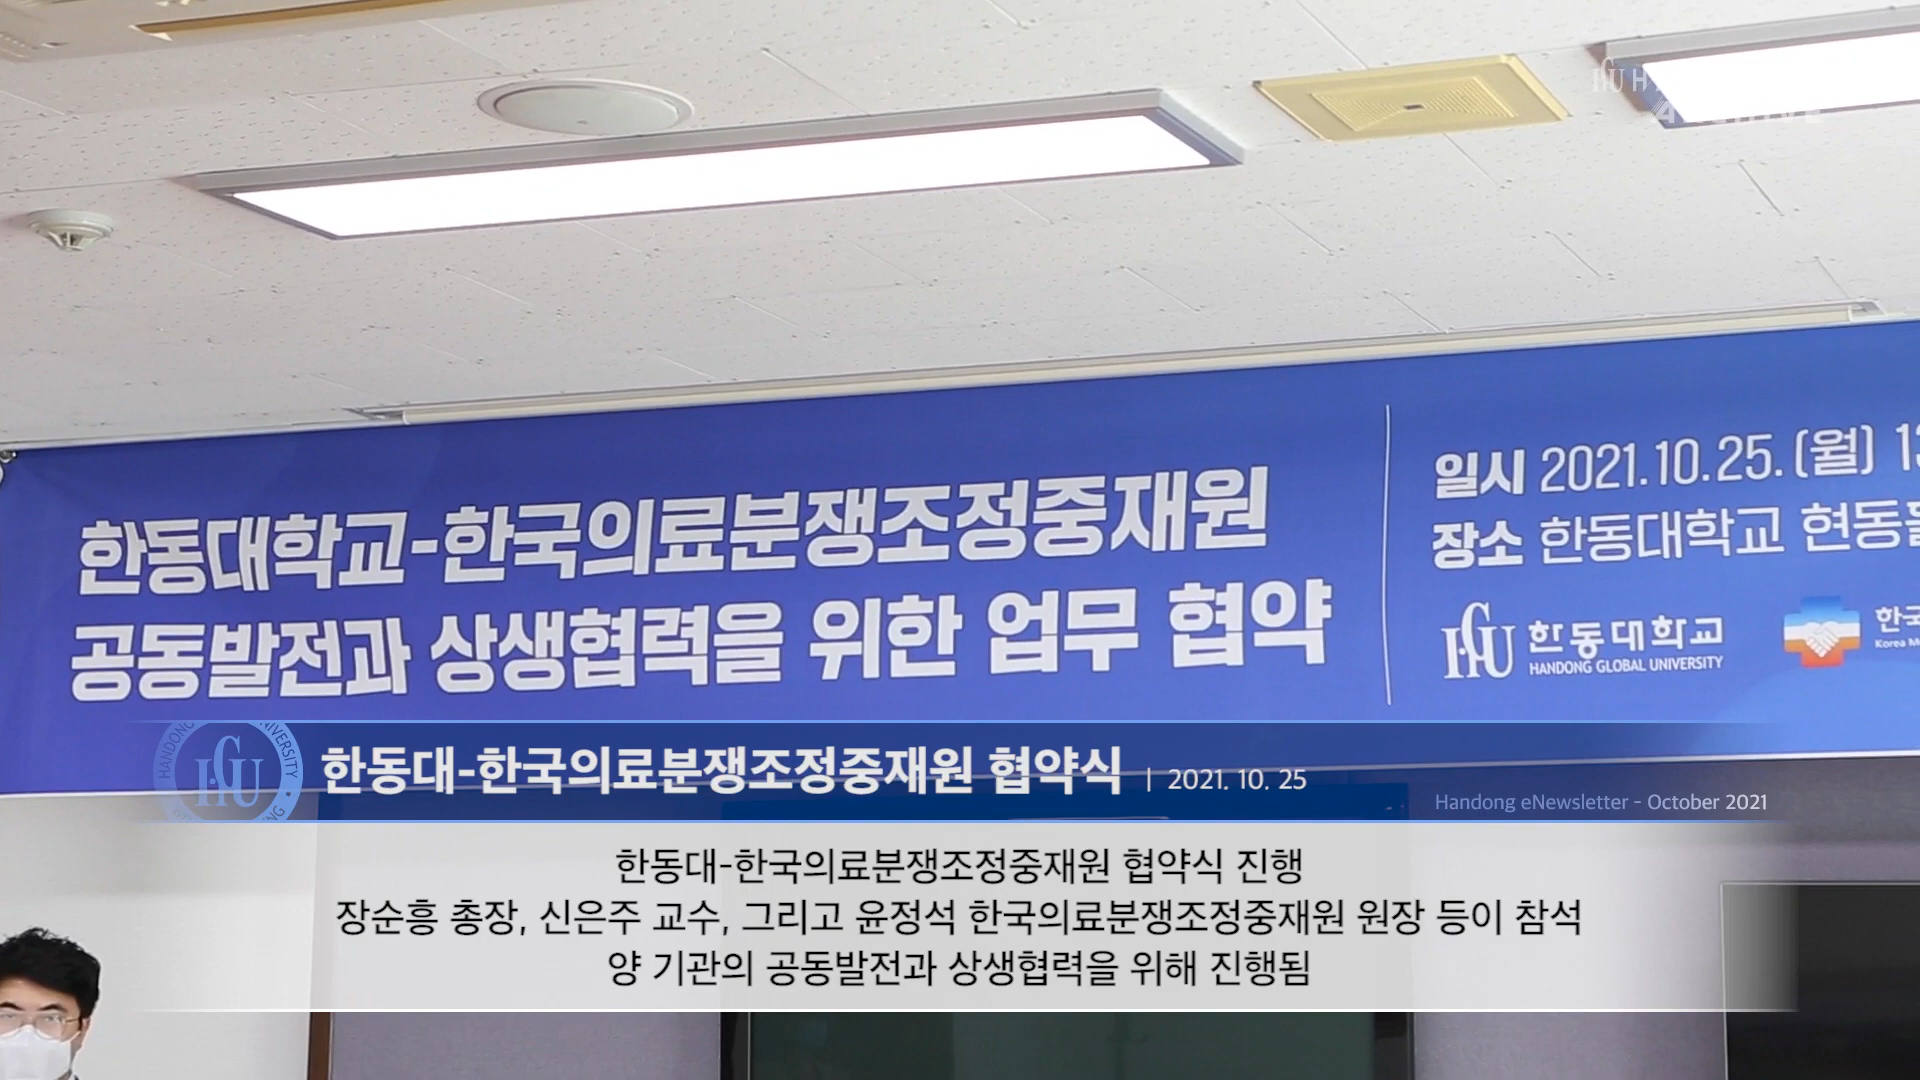 한동대학교-한국의료분쟁조정중재원
공동발전과 상생협력을 위한 업무 협약
일시 2021.10.25.(월)
장소 한동대학교
HGU 한동대학교
HANDONG GLOBAL UNIVERSITY
Korea
한동대-한국의료분쟁조정중재원 협약식 | 2021. 10. 25
Handong eNewsletter - October 2021
한동대-한국의료분쟁조정중재원 협약식 진행
장순흥 총장, 신은주 교수, 그리고 윤정석 한국의료분쟁조정중재원 원장 등이 참석
양 기관의 공동발전과 상생협력을 위해 진행됨